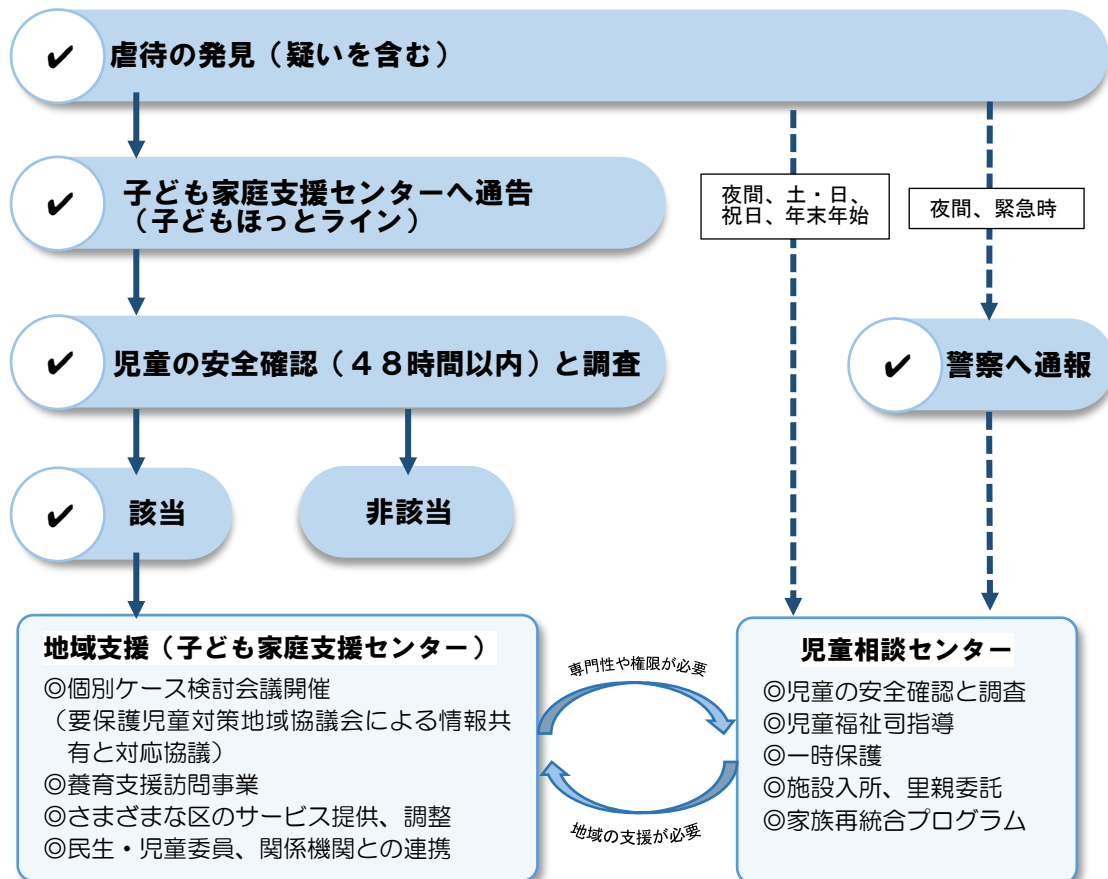 ✔ 虐待の発見（疑いを含む）
✔ 子ども家庭支援センターへ通告
（子どもほっとライン）
夜間、土・日、
祝日、年末年始
夜間、緊急時
✔ 児童の安全確認（４８時間以内）と調査
✔ 警察へ通報
✔ 該当
非該当
地域支援（子ども家庭支援センター）
◎個別ケース検討会議開催
（要保護児童対策地域協議会による情報共
有と対応協議）
◎養育支援訪問事業
◎さまざまな区のサービス提供、調整
◎民生・児童委員、関係機関との連携
専門性や権限が必要
地域の支援が必要
児童相談センター
◎児童の安全確認と調査
◎児童福祉司指導
◎一時保護
◎施設入所、里親委託
◎家族再統合プログラム